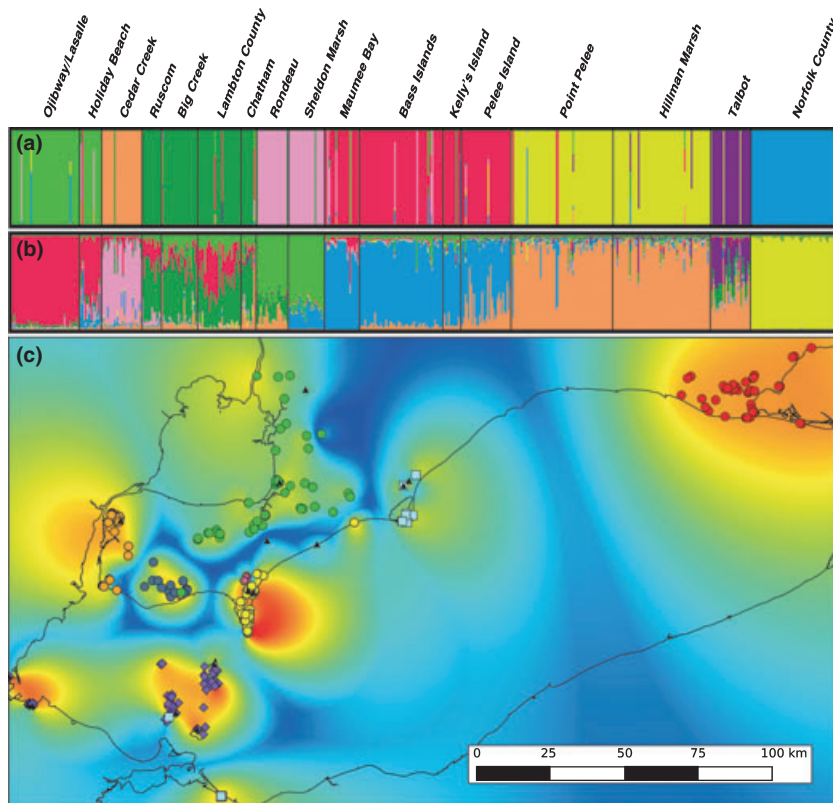 Ojibway/Lasalle
Holiday Beach
Cedar Creek
Ruscom
Big Creek
Lambton County
Chatham
Rondeau
Sheldon Marsh
Maumee Bay
Bass Islands
Kelly's Island
Pelee Island
Point Pelee
Hillman Marsh
Talbot
Norfolk County
(a)
(b)
(c)
0 25 50 75 100 km